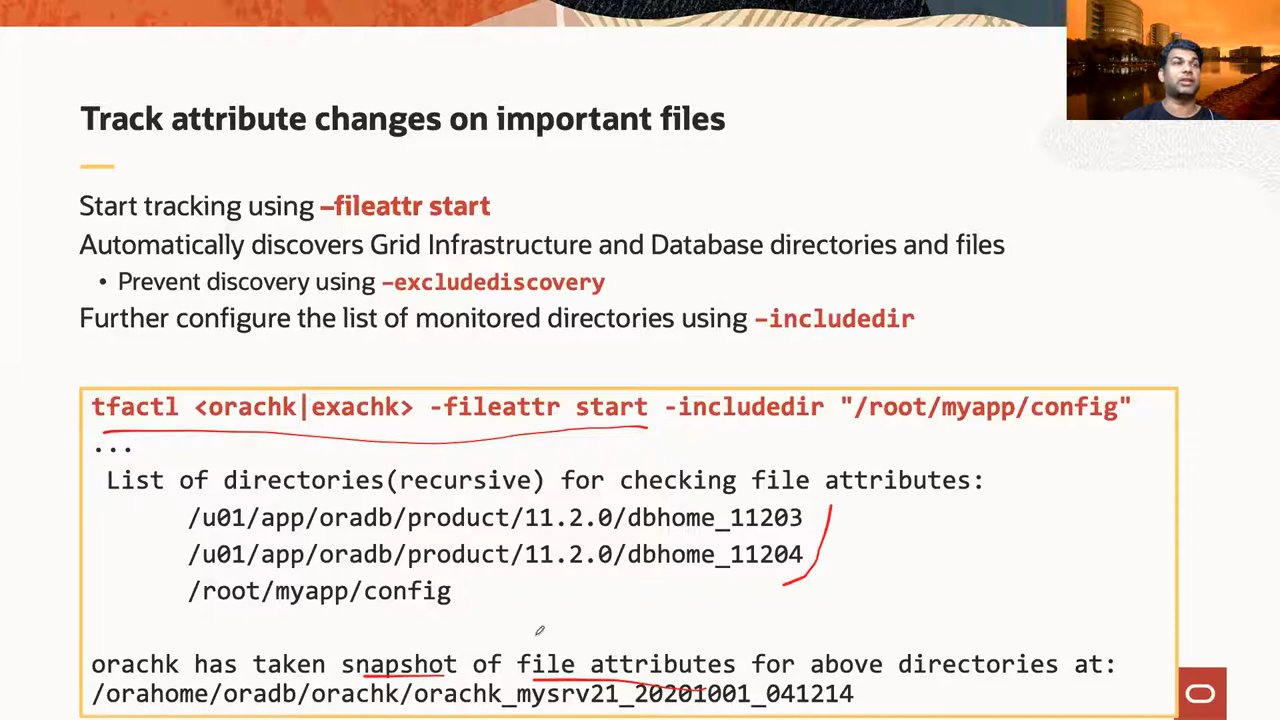 Track attribute changes on important files
Start tracking using –fileattr start
Automatically discovers Grid Infrastructure and Database directories and files
• Prevent discovery using –excludediscovery
Further configure the list of monitored directories using –includedir
tfactl <orachk|exachk> -fileattr start -includedir "/root/myapp/config"
...
List of directories(recursive) for checking file attributes:
/u01/app/oradb/product/11.2.0/dbhome_11203
/u01/app/oradb/product/11.2.0/dbhome_11204
/root/myapp/config
orachk has taken snapshot of file attributes for above directories at:
/orahome/oradb/orachk/orachk_mysrv21_20201001_041214